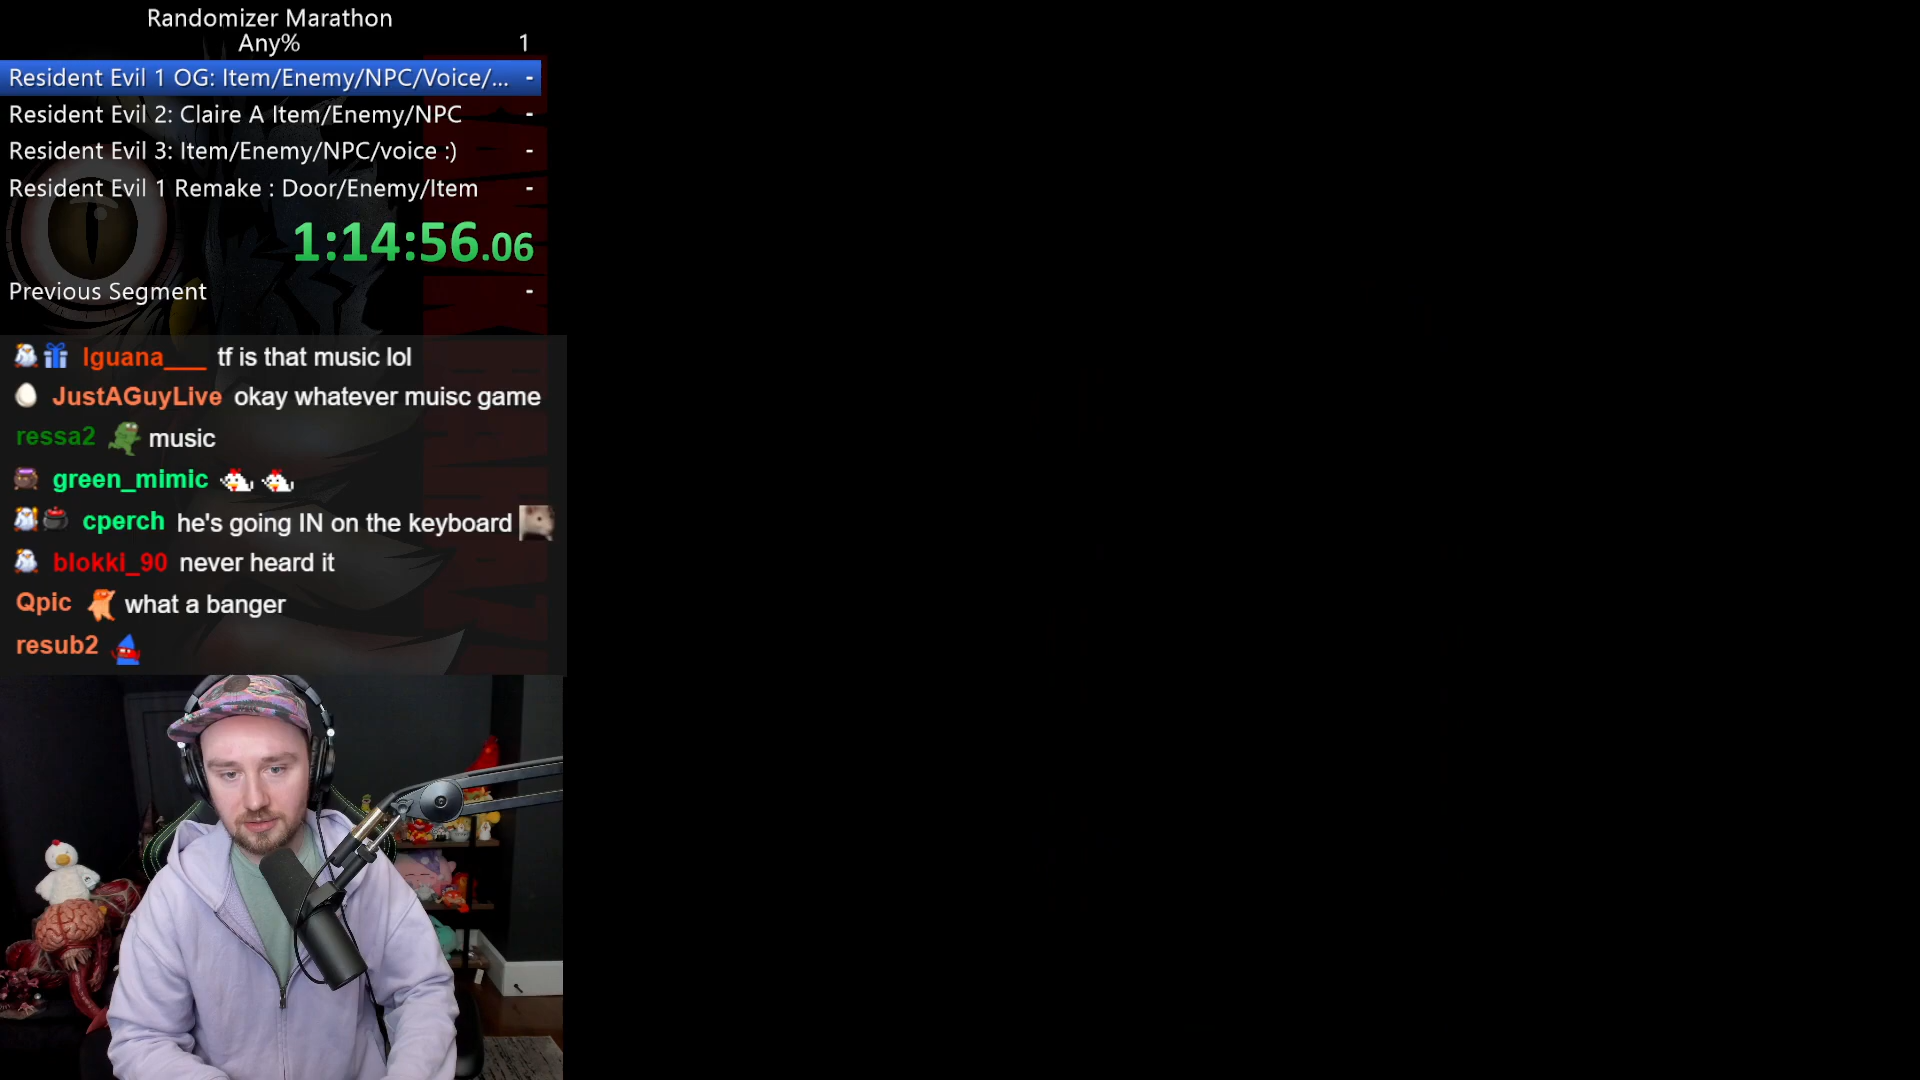 Randomizer Marathon
Any% 1
Resident Evil 1 OG: Item/Enemy/NPC/Voice/... -
Resident Evil 2: Claire A Item/Enemy/NPC -
Resident Evil 3: Item/Enemy/NPC/voice :) -
Resident Evil 1 Remake : Door/Enemy/Item -
1:14:56.06
Previous Segment -
Iguana___ tf is that music lol
JustAGuyLive okay whatever muisc game
ressa2 music
green_mimic
cperch he's going IN on the keyboard
blokki_90 never heard it
Qpic what a banger
resub2